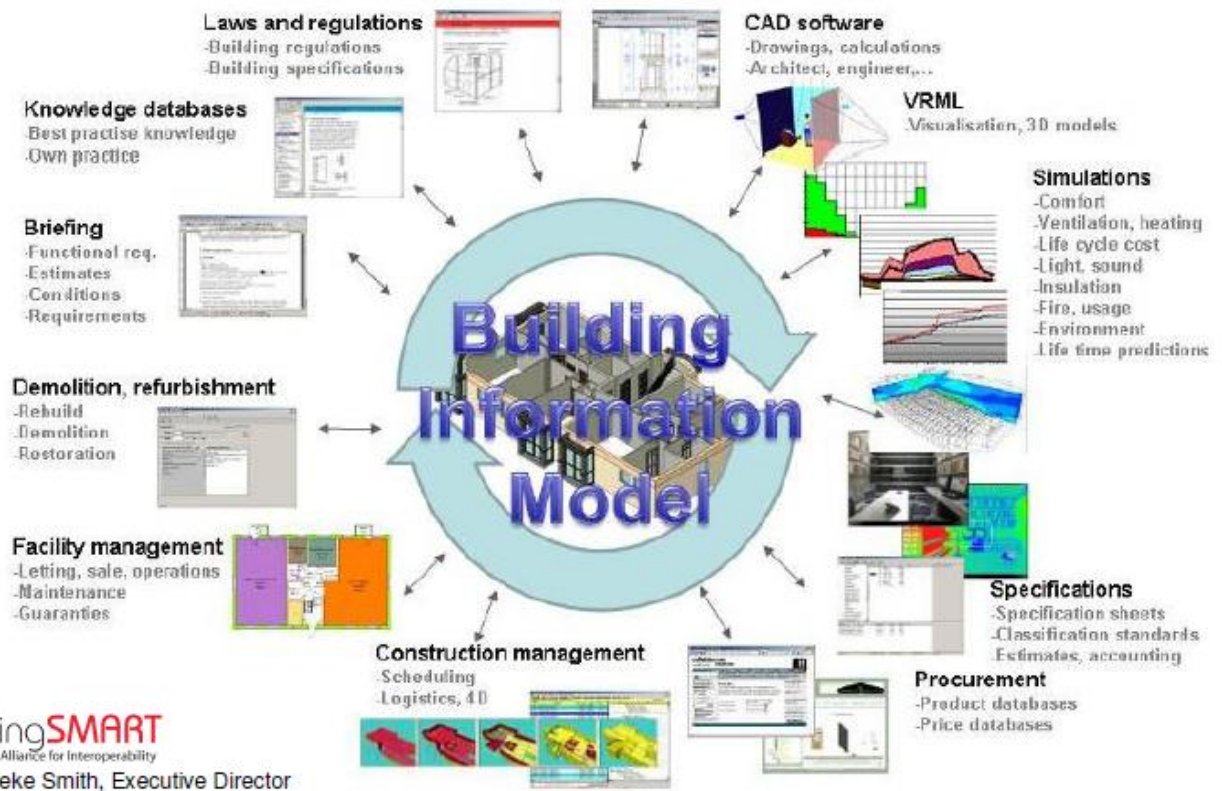 Laws and regulations
-Building regulations
-Building specifications
CAD software
-Drawings, calculations
-Architect, engineer,...
VRML
-Visualisation, 3D models
Knowledge databases
-Best practise knowledge
-Own practice
Simulations
-Comfort
-Ventilation, heating
-Life cycle cost
-Light, sound
-Insulation
-Fire, usage
-Environment
-Life time predictions
Briefing
-Functional req.
-Estimates
-Conditions
-Requirements
Building
Information
Model
Demolition, refurbishment
-Rebuild
-Demolition
-Restoration
Facility management
-Letting, sale, operations
-Maintenance
-Guaranties
Specifications
-Specification sheets
-Classification standards
-Estimates, accounting
Construction management
-Scheduling
-Logistics, 4D
Procurement
-Product databases
-Price databases
ingSMART
Alliance for Interoperability
eke Smith, Executive Director